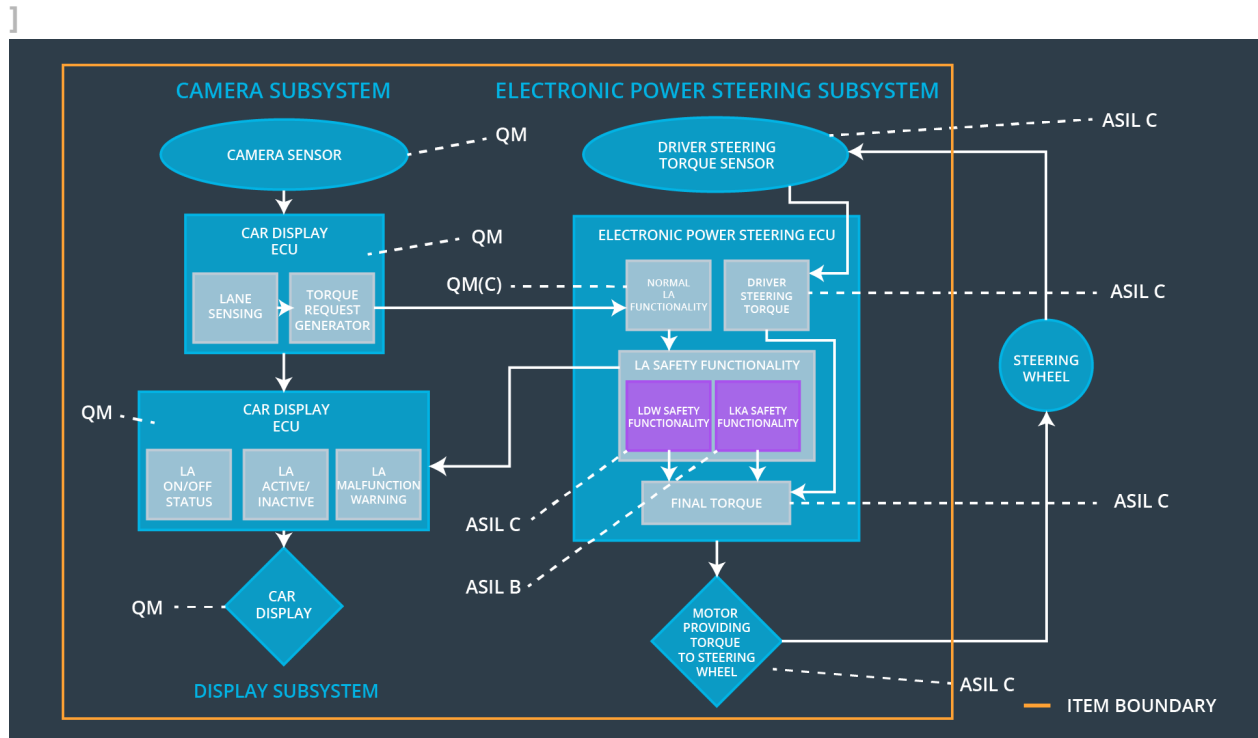 ]
CAMERA SUBSYSTEM
ELECTRONIC POWER STEERING SUBSYSTEM
CAMERA SENSOR
QM
DRIVER STEERING
TORQUE SENSOR
ASIL C
CAR DISPLAY
ECU
QM
ELECTRONIC POWER STEERING ECU
LANE
SENSING
TORQUE
REQUEST
GENERATOR
QM(C)
NORMAL
LA
FUNCTIONALITY
DRIVER
STEERING
TORQUE
ASIL C
STEERING
WHEEL
LA SAFETY FUNCTIONALITY
LDW SAFETY
FUNCTIONALITY
LKA SAFETY
FUNCTIONALITY
QM
CAR DISPLAY
ECU
LA
ON/OFF
STATUS
LA
ACTIVE/
INACTIVE
LA
MALFUNCTION
WARNING
FINAL TORQUE
ASIL C
ASIL C
ASIL B
QM
CAR
DISPLAY
MOTOR
PROVIDING
TORQUE
TO STEERING
WHEEL
ASIL C
DISPLAY SUBSYSTEM
ITEM BOUNDARY